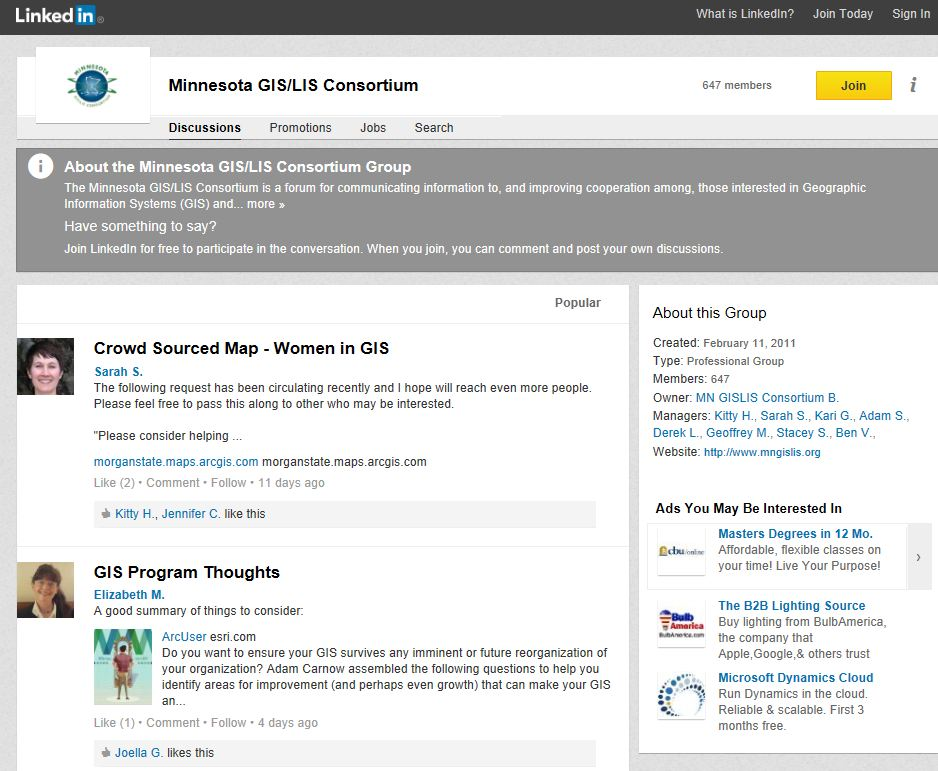 LinkedIn®
What is LinkedIn? Join Today Sign In
MINNESOTA
Minnesota GIS/LIS Consortium
647 members
Join
i
Discussions Promotions Jobs Search
i
About the Minnesota GIS/LIS Consortium Group
The Minnesota GIS/LIS Consortium is a forum for communicating information to, and improving cooperation among, those interested in Geographic
Information Systems (GIS) and... more »
Have something to say?
Join LinkedIn for free to participate in the conversation. When you join, you can comment and post your own discussions.
Popular
Crowd Sourced Map - Women in GIS
Sarah S.
The following request has been circulating recently and I hope will reach even more people.
Please feel free to pass this along to other who may be interested.
"Please consider helping ...
morganstate.maps.arcgis.com morganstate.maps.arcgis.com
Like (2) • Comment • Follow • 11 days ago
Kitty H., Jennifer C. like this
GIS Program Thoughts
Elizabeth M.
A good summary of things to consider:
ArcUser esri.com
Do you want to ensure your GIS survives any imminent or future reorganization of
your organization? Adam Carnow assembled the following questions to help you
identify areas for improvement (and perhaps even growth) that can make your GIS
an...
Like (1) • Comment • Follow • 4 days ago
Joella G. likes this
About this Group
Created: February 11, 2011
Type: Professional Group
Members: 647
Owner: MN GISLIS Consortium B.
Managers: Kitty H., Sarah S., Kari G., Adam S.,
Derek L., Geoffrey M., Stacey S., Ben V.,
Website: http://www.mngislis.org
Ads You May Be Interested In
cbu/online
Masters Degrees in 12 Mo.
Affordable, flexible classes on
your time! Live Your Purpose!
›
Bulb
America
BulbAmerica.com
The B2B Lighting Source
Buy lighting from BulbAmerica,
the company that
Apple,Google,& others trust
Microsoft Dynamics Cloud
Run Dynamics in the cloud.
Reliable & scalable. First 3
months free.